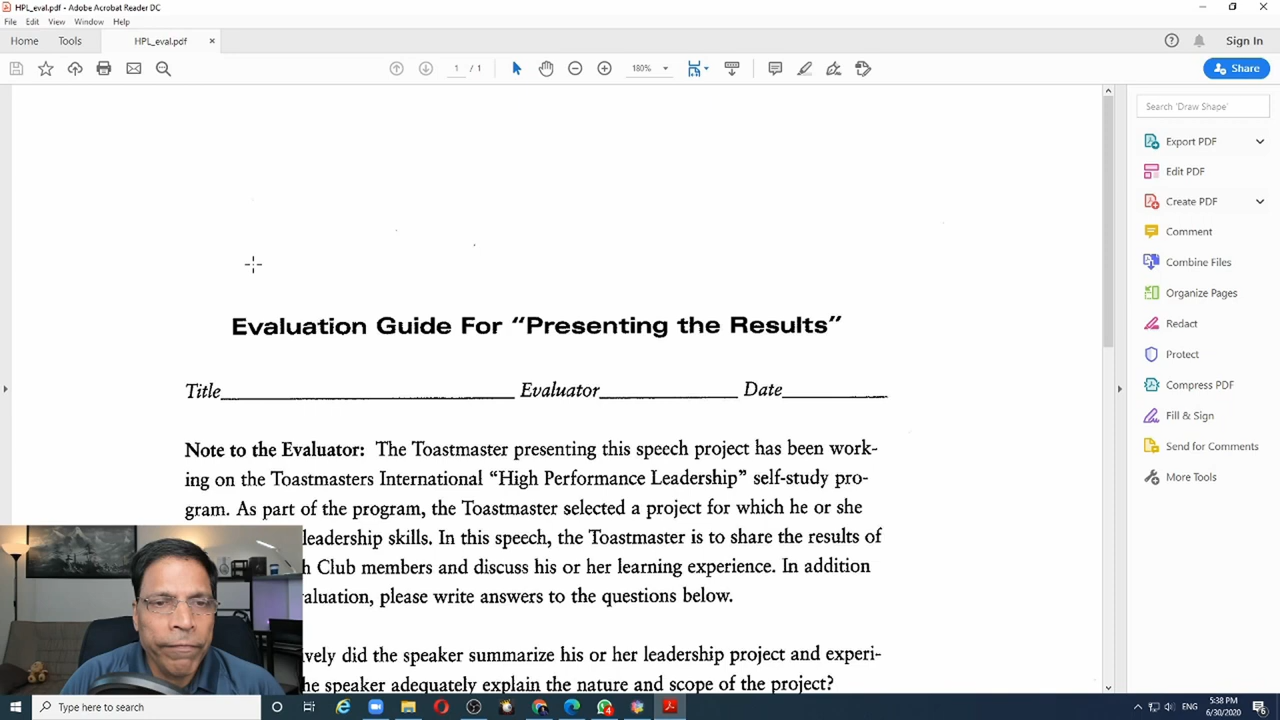 HPL_eval.pdf - Adobe Acrobat Reader DC
File Edit View Window Help
Home Tools HPL_eval.pdf × Sign In
1 / 1 180% Share
Search 'Draw Shape'
Export PDF
Edit PDF
Create PDF
Comment
Combine Files
Organize Pages
Redact
Protect
Compress PDF
Fill & Sign
Send for Comments
More Tools
Evaluation Guide For “Presenting the Results”
Title Evaluator Date
Note to the Evaluator: The Toastmaster presenting this speech project has been work-
ing on the Toastmasters International “High Performance Leadership” self-study pro-
gram. As part of the program, the Toastmaster selected a project for which he or she
leadership skills. In this speech, the Toastmaster is to share the results of
Club members and discuss his or her learning experience. In addition
please write answers to the questions below.
did the speaker summarize his or her leadership project and experi-
speaker adequately explain the nature and scope of the project?
Type here to search
4
ENG
5:38 PM
6/30/2020
6